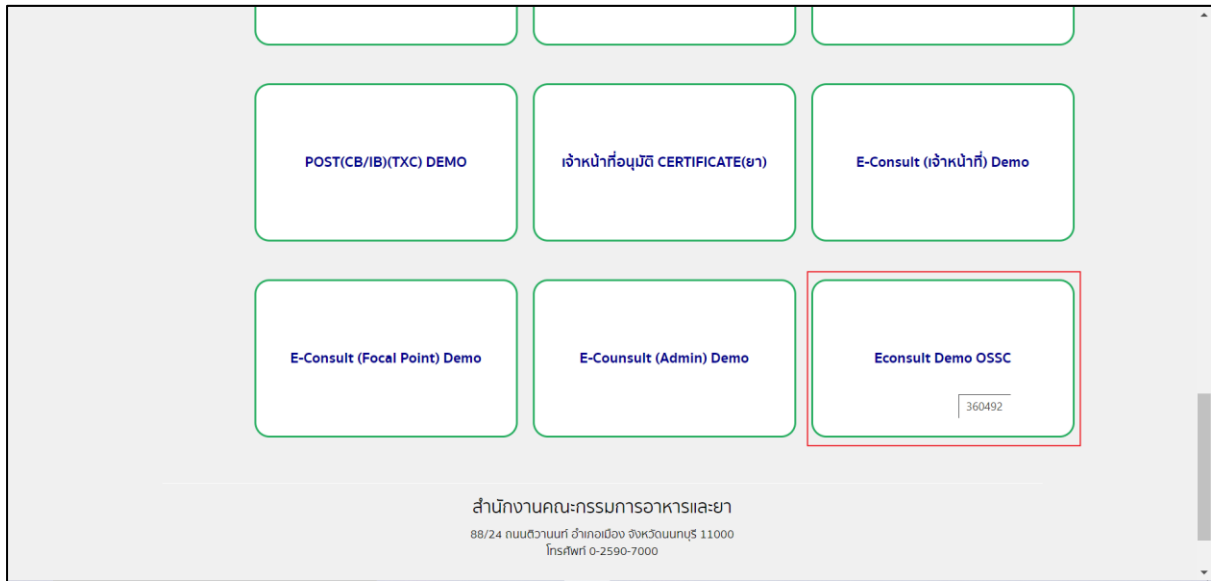 POST(CB/IB)(TXC) DEMO
เจ้าหน้าที่อนุมัติ CERTIFICATE(ยา)
E-Consult (เจ้าหน้าที่) Demo
E-Consult (Focal Point) Demo
E-Counsult (Admin) Demo
Econsult Demo OSSC
360492
สำนักงานคณะกรรมการอาหารและยา
88/24 ถนนติวานนท์ อำเภอเมือง จังหวัดนนทบุรี 11000
โทรศัพท์ 0-2590-7000